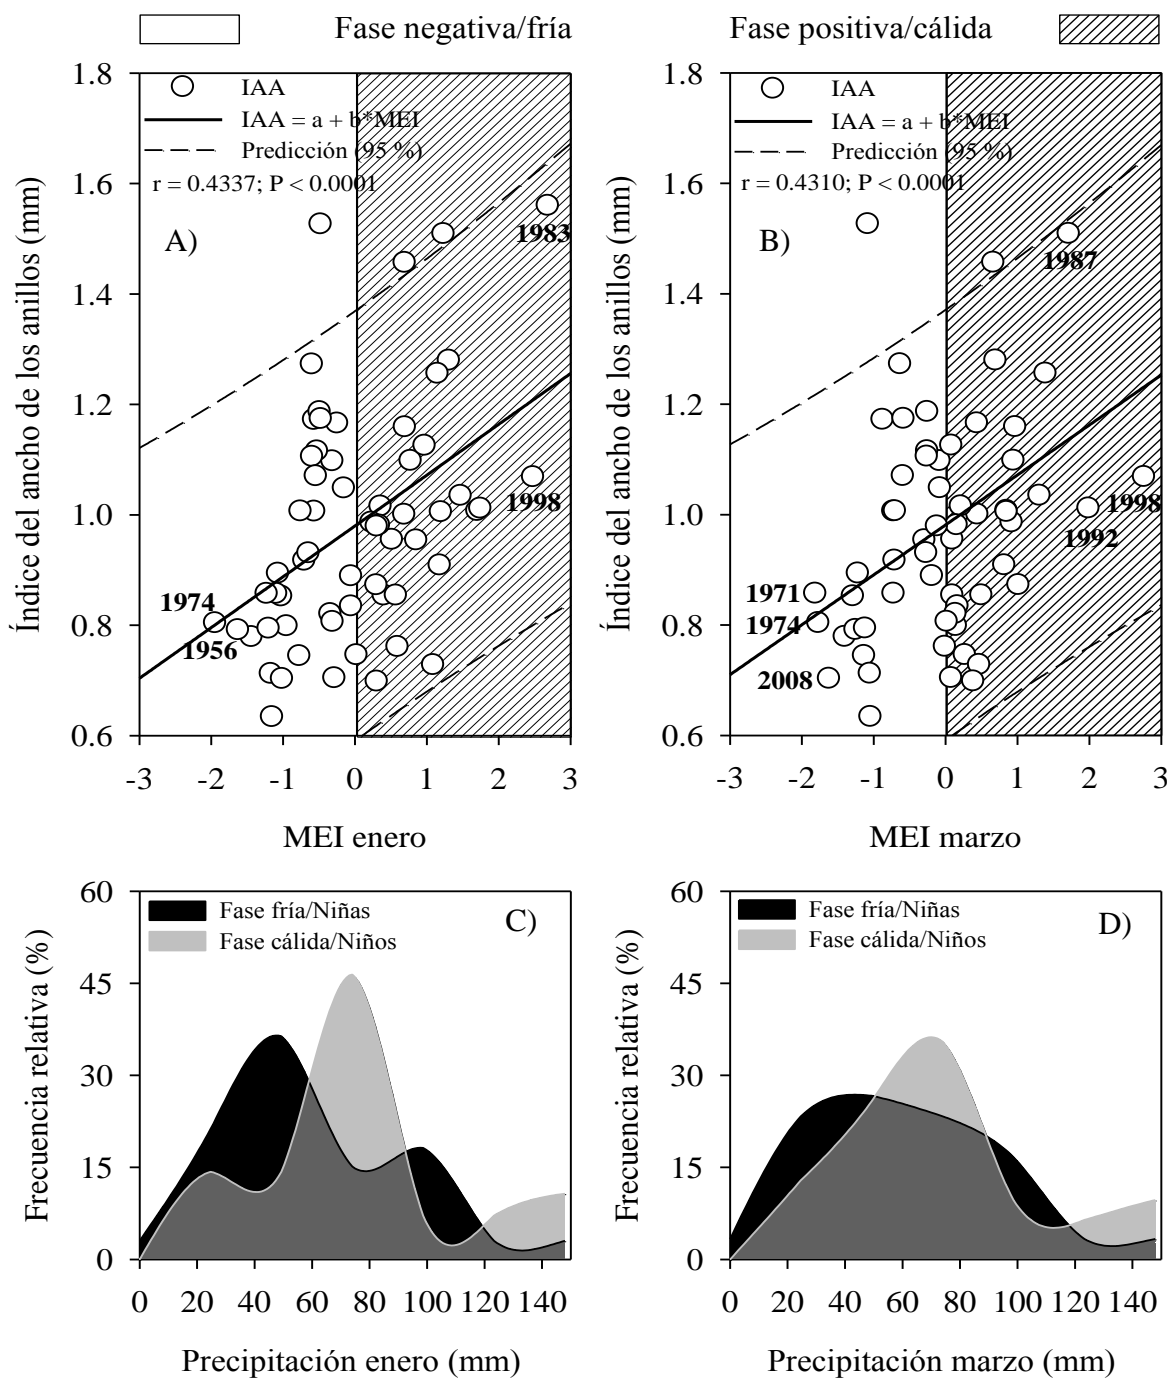 Fase negativa/fría
Fase positiva/cálida
Índice del ancho de los anillos (mm)
1.8
1.6
1.4
1.2
1.0
0.8
0.6
IAA
IAA = a + b*MEI
Predicción (95 %)
r = 0.4337; P < 0.0001
A)
1983
1998
1974
1956
-3 -2 -1 0 1 2 3
MEI enero
Índice del ancho de los anillos (mm)
1.8
1.6
1.4
1.2
1.0
0.8
0.6
IAA
IAA = a + b*MEI
Predicción (95 %)
r = 0.4310; P < 0.0001
B)
1987
1998
1992
1971
1974
2008
-3 -2 -1 0 1 2 3
MEI marzo
Frecuencia relativa (%)
60
45
30
15
0
Fase fría/Niñas
Fase cálida/Niños
C)
0 20 40 60 80 100 120 140
Precipitación enero (mm)
Frecuencia relativa (%)
60
45
30
15
0
Fase fría/Niñas
Fase cálida/Niños
D)
0 20 40 60 80 100 120 140
Precipitación marzo (mm)